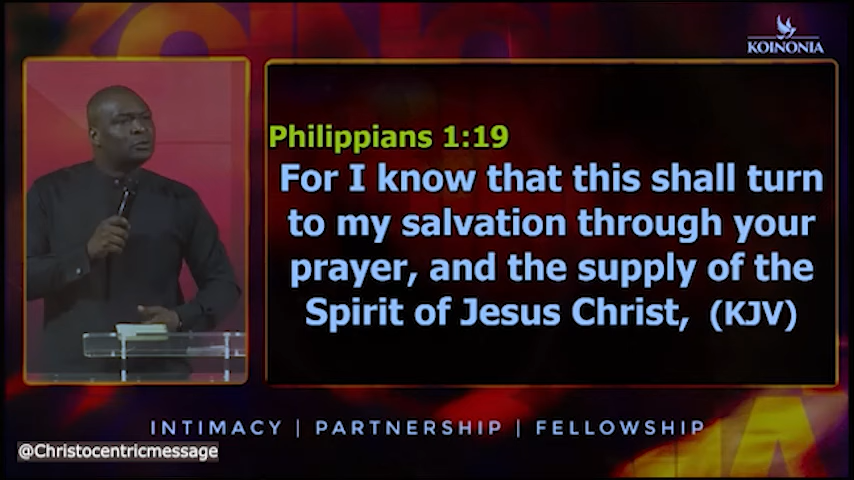 KOINONIA
Philippians 1:19
For I know that this shall turn
to my salvation through your
prayer, and the supply of the
Spirit of Jesus Christ, (KJV)
INTIMACY | PARTNERSHIP | FELLOWSHIP
@Christocentricmessage